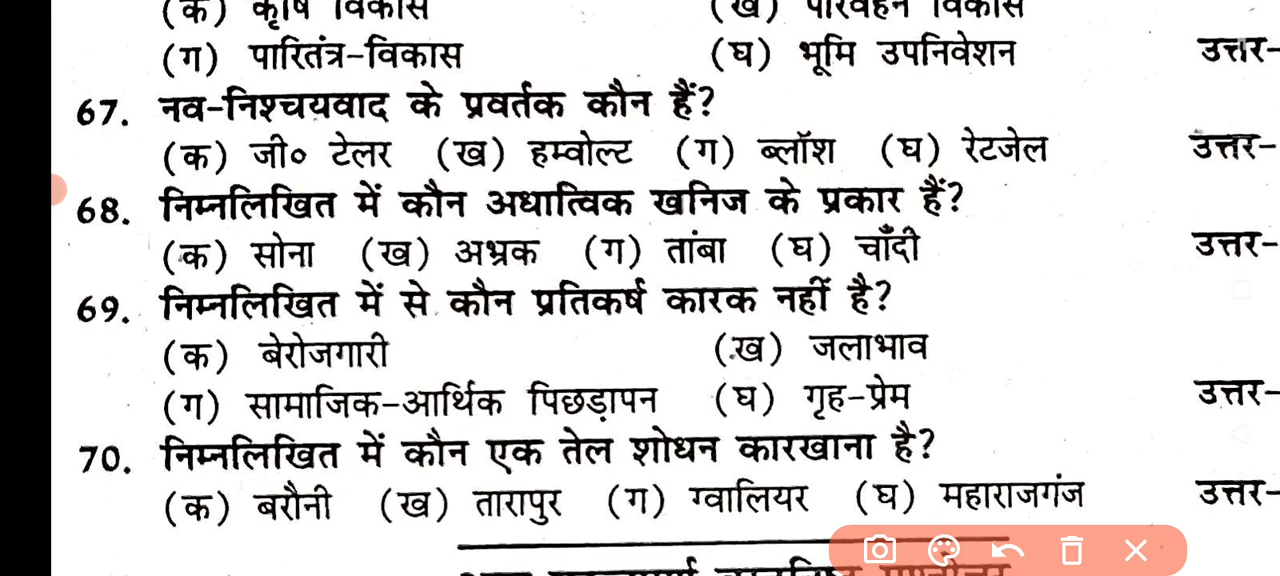 (क) कृषि विकास (ख) परिवहन विकास
(ग) पारितंत्र-विकास (घ) भूमि उपनिवेशन उत्तर-
67. नव-निश्चयवाद के प्रवर्तक कौन हैं?
(क) जी० टेलर (ख) हम्वोल्ट (ग) ब्लॉश (घ) रेटजेल उत्तर-
68. निम्नलिखित में कौन अधात्विक खनिज के प्रकार हैं?
(क) सोना (ख) अभ्रक (ग) तांबा (घ) चाँदी उत्तर-
69. निम्नलिखित में से कौन प्रतिकर्ष कारक नहीं है?
(क) बेरोजगारी (ख) जलाभाव
(ग) सामाजिक-आर्थिक पिछड़ापन (घ) गृह-प्रेम उत्तर-
70. निम्नलिखित में कौन एक तेल शोधन कारखाना है?
(क) बरौनी (ख) तारापुर (ग) ग्वालियर (घ) महाराजगंज उत्तर-